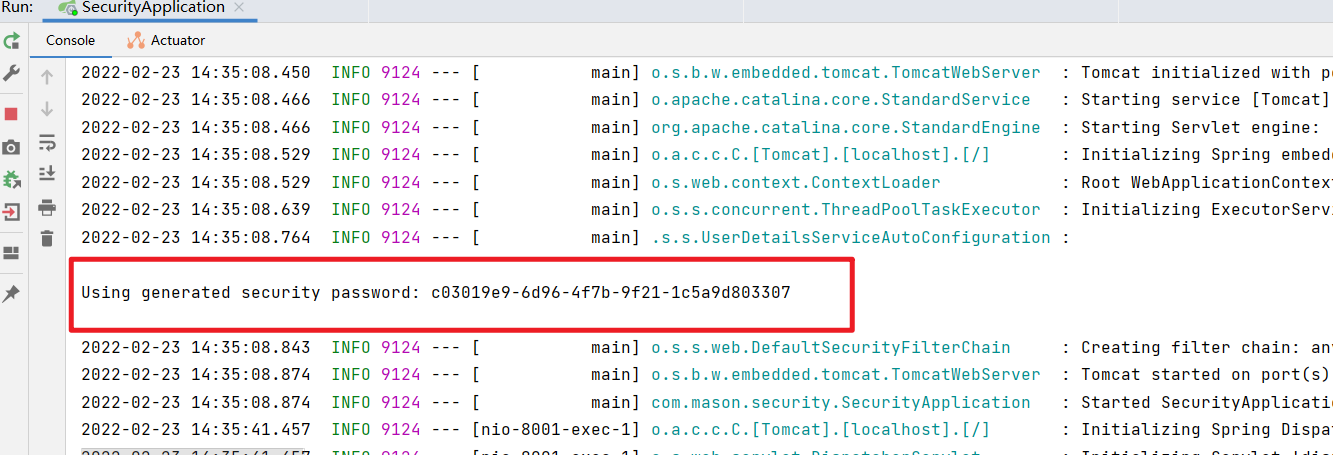 Run:
SecurityApplication
Console
Actuator
2022-02-23 14:35:08.450  INFO 9124 --- [           main] o.s.b.w.embedded.tomcat.TomcatWebServer  : Tomcat initialized with
2022-02-23 14:35:08.466  INFO 9124 --- [           main] o.apache.catalina.core.StandardService   : Starting service [Tomcat]
2022-02-23 14:35:08.466  INFO 9124 --- [           main] org.apache.catalina.core.StandardEngine  : Starting Servlet engine:
2022-02-23 14:35:08.529  INFO 9124 --- [           main] o.a.c.c.C.[Tomcat].[localhost].[/]       : Initializing Spring
2022-02-23 14:35:08.529  INFO 9124 --- [           main] o.s.web.context.ContextLoader            : Root WebApplicationContext
2022-02-23 14:35:08.639  INFO 9124 --- [           main] o.s.s.concurrent.ThreadPoolTaskExecutor  : Initializing ExecutorServi
2022-02-23 14:35:08.764  INFO 9124 --- [           main] .s.s.UserDetailsServiceAutoConfiguration :
Using generated security password: c03019e9-6d96-4f7b-9f21-1c5a9d803307
2022-02-23 14:35:08.843  INFO 9124 --- [           main] o.s.s.web.DefaultSecurityFilterChain     : Creating filter chain: an
2022-02-23 14:35:08.874  INFO 9124 --- [           main] o.s.b.w.embedded.tomcat.TomcatWebServer  : Tomcat started on port(s)
2022-02-23 14:35:08.874  INFO 9124 --- [           main] com.mason.security.SecurityApplication   : Started SecurityApplicati
2022-02-23 14:35:41.457  INFO 9124 --- [nio-8001-exec-1] o.a.c.c.C.[Tomcat].[localhost].[/]       : Initializing Spring Dispa